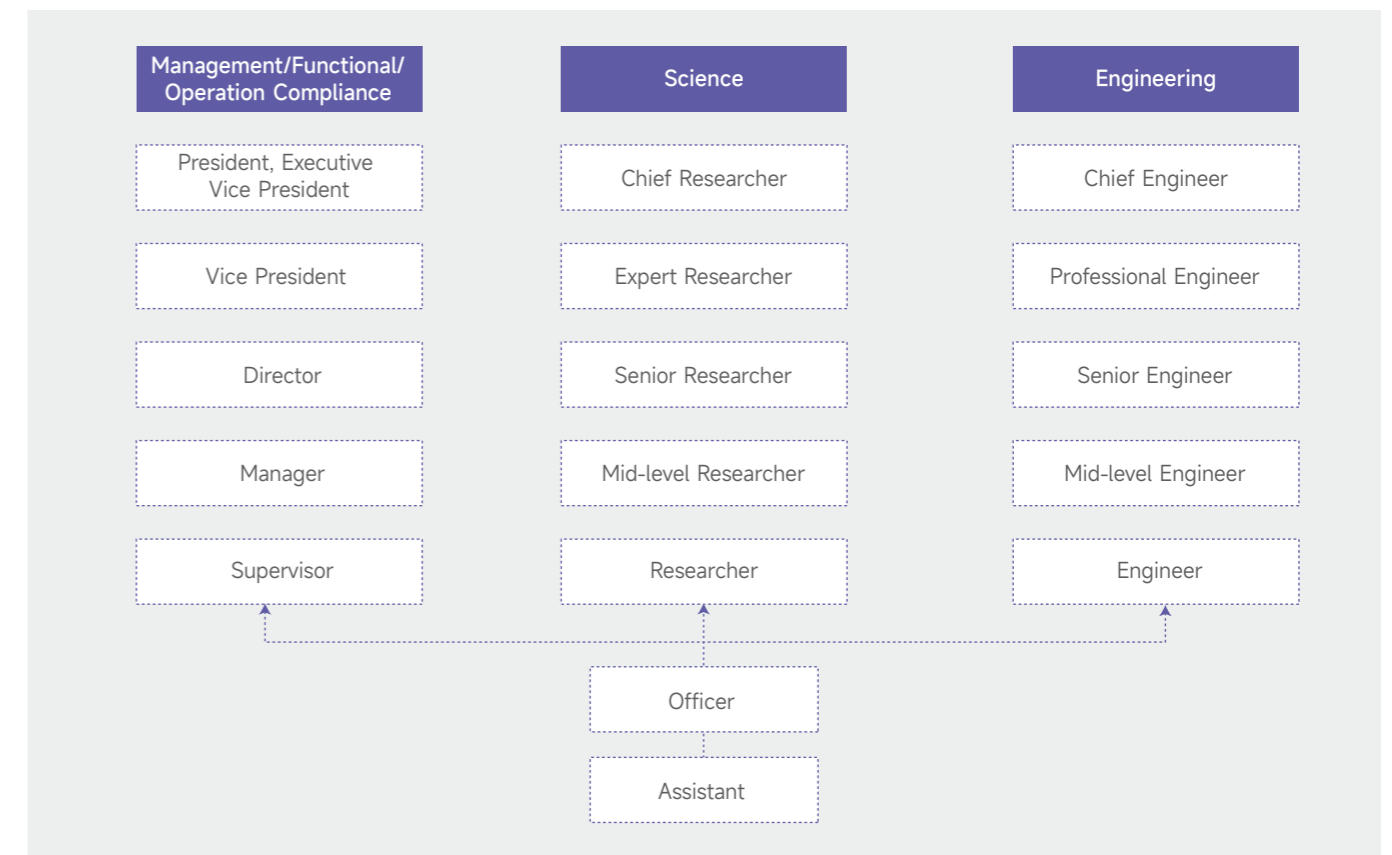 Management/Functional/
Operation Compliance
Science
Engineering
President, Executive
Vice President
Chief Researcher
Chief Engineer
Vice President
Expert Researcher
Professional Engineer
Director
Senior Researcher
Senior Engineer
Manager
Mid-level Researcher
Mid-level Engineer
Supervisor
Researcher
Engineer
Officer
Assistant